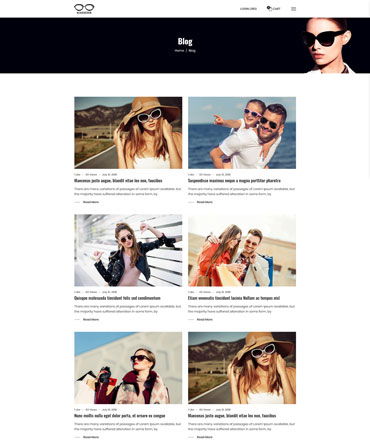 LOGIN / REG
CART
Blog
Home | Blog
Maecenas justo augue, blandit vitae leo non, faucibus
There are many variations of passages of Lorem Ipsum available, but
the majority have suffered alteration in some form, by
Read More
Suspendisse maximus neque a magna porttitor pharetra
There are many variations of passages of Lorem Ipsum available, but
the majority have suffered alteration in some form, by
Read More
Quisque malesuada tincidunt felis sed condimentum
There are many variations of passages of Lorem Ipsum available, but
the majority have suffered alteration in some form, by
Read More
Etiam venenatis tincidunt lacinia Nullam ac tempus nisl
There are many variations of passages of Lorem Ipsum available, but
the majority have suffered alteration in some form, by
Read More
Nunc mollis nulla eget dolor porta, et ornare ex congue
There are many variations of passages of Lorem Ipsum available, but
the majority have suffered alteration in some form, by
Read More
Maecenas justo augue, blandit vitae leo non, faucibus
There are many variations of passages of Lorem Ipsum available, but
the majority have suffered alteration in some form, by
Read More